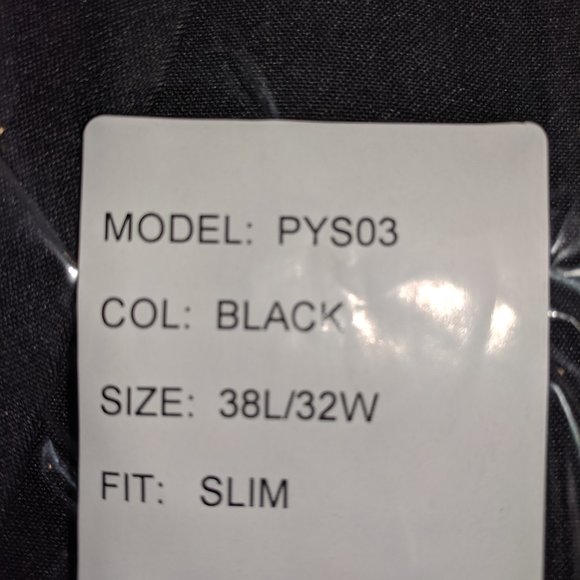 MODEL: PYS03
COL: BLACK
SIZE: 38L/32W
FIT: SLIM